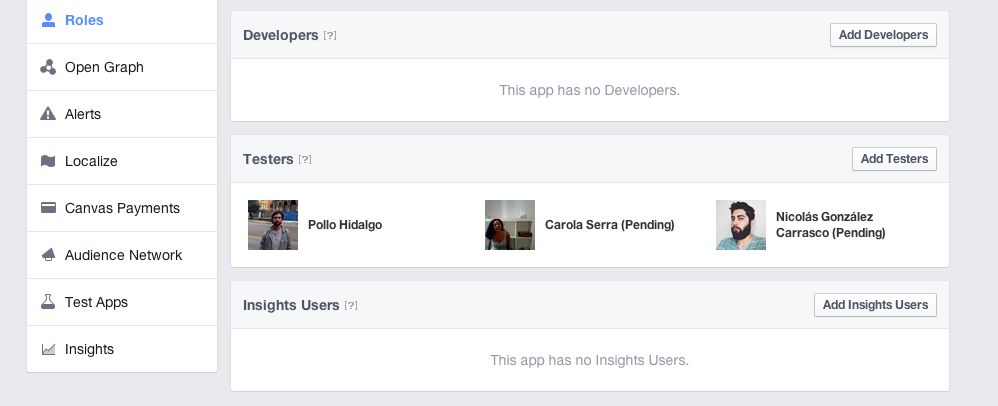 Roles
Open Graph
Alerts
Localize
Canvas Payments
Audience Network
Test Apps
Insights
Developers [?]
Add Developers
This app has no Developers.
Testers [?]
Add Testers
Pollo Hidalgo
Carola Serra (Pending)
Nicolás González
Carrasco (Pending)
Insights Users [?]
Add Insights Users
This app has no Insights Users.